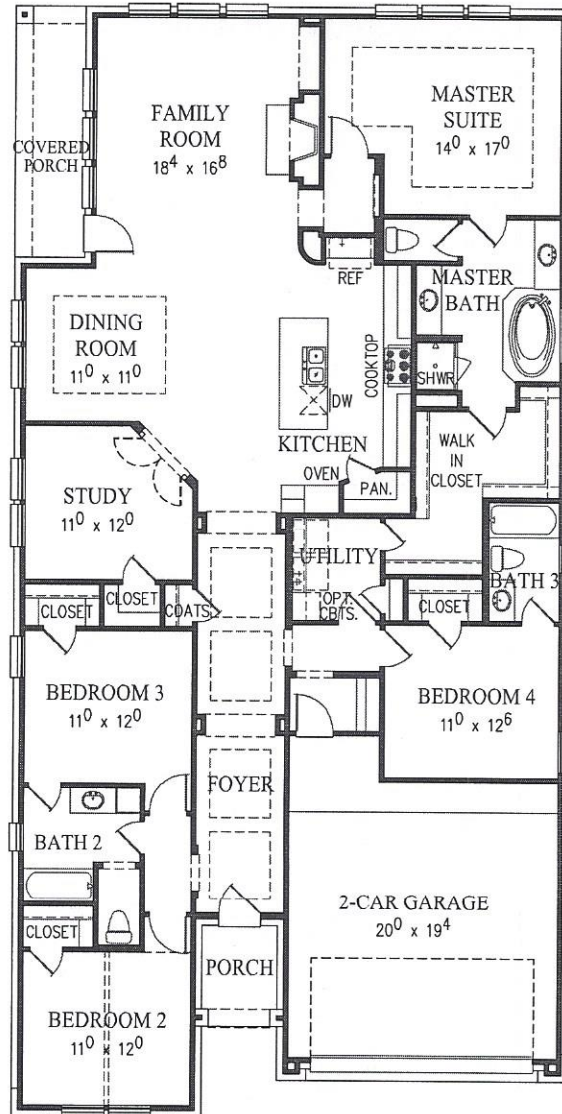 FAMILY
ROOM
18⁴ x 16⁸
MASTER
SUITE
14⁰ x 17⁰
COVERED
PORCH
REF
MASTER
BATH
DINING
ROOM
11⁰ x 11⁰
COOKTOP
SHWR
DW
KITCHEN
OVEN
PAN.
WALK
IN
CLOSET
STUDY
11⁰ x 12⁰
UTILITY
BATH 3
CLOSET
CLOSET
COATS
OPT.
CBTS.
CLOSET
BEDROOM 3
11⁰ x 12⁰
BEDROOM 4
11⁰ x 12⁶
FOYER
BATH 2
2-CAR GARAGE
20⁰ x 19⁴
CLOSET
PORCH
BEDROOM 2
11⁰ x 12⁰